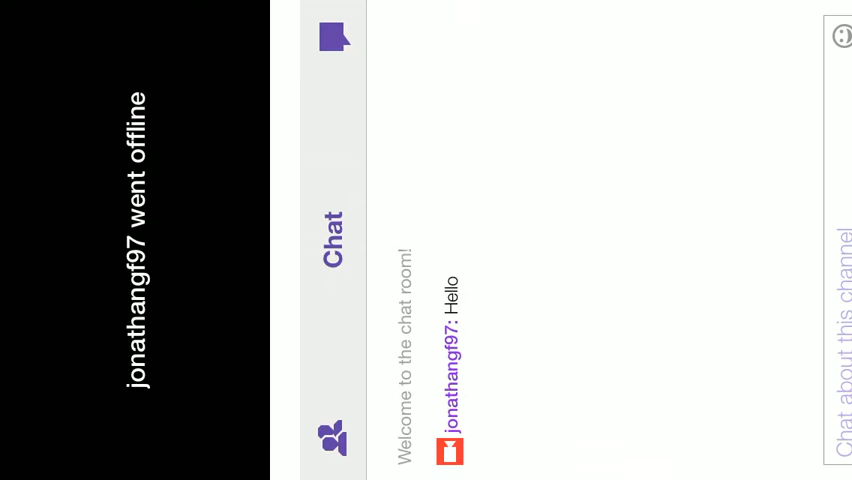 jonathangf97 went offline
Chat
Welcome to the chat room!
jonathangf97: Hello
Chat about this channel